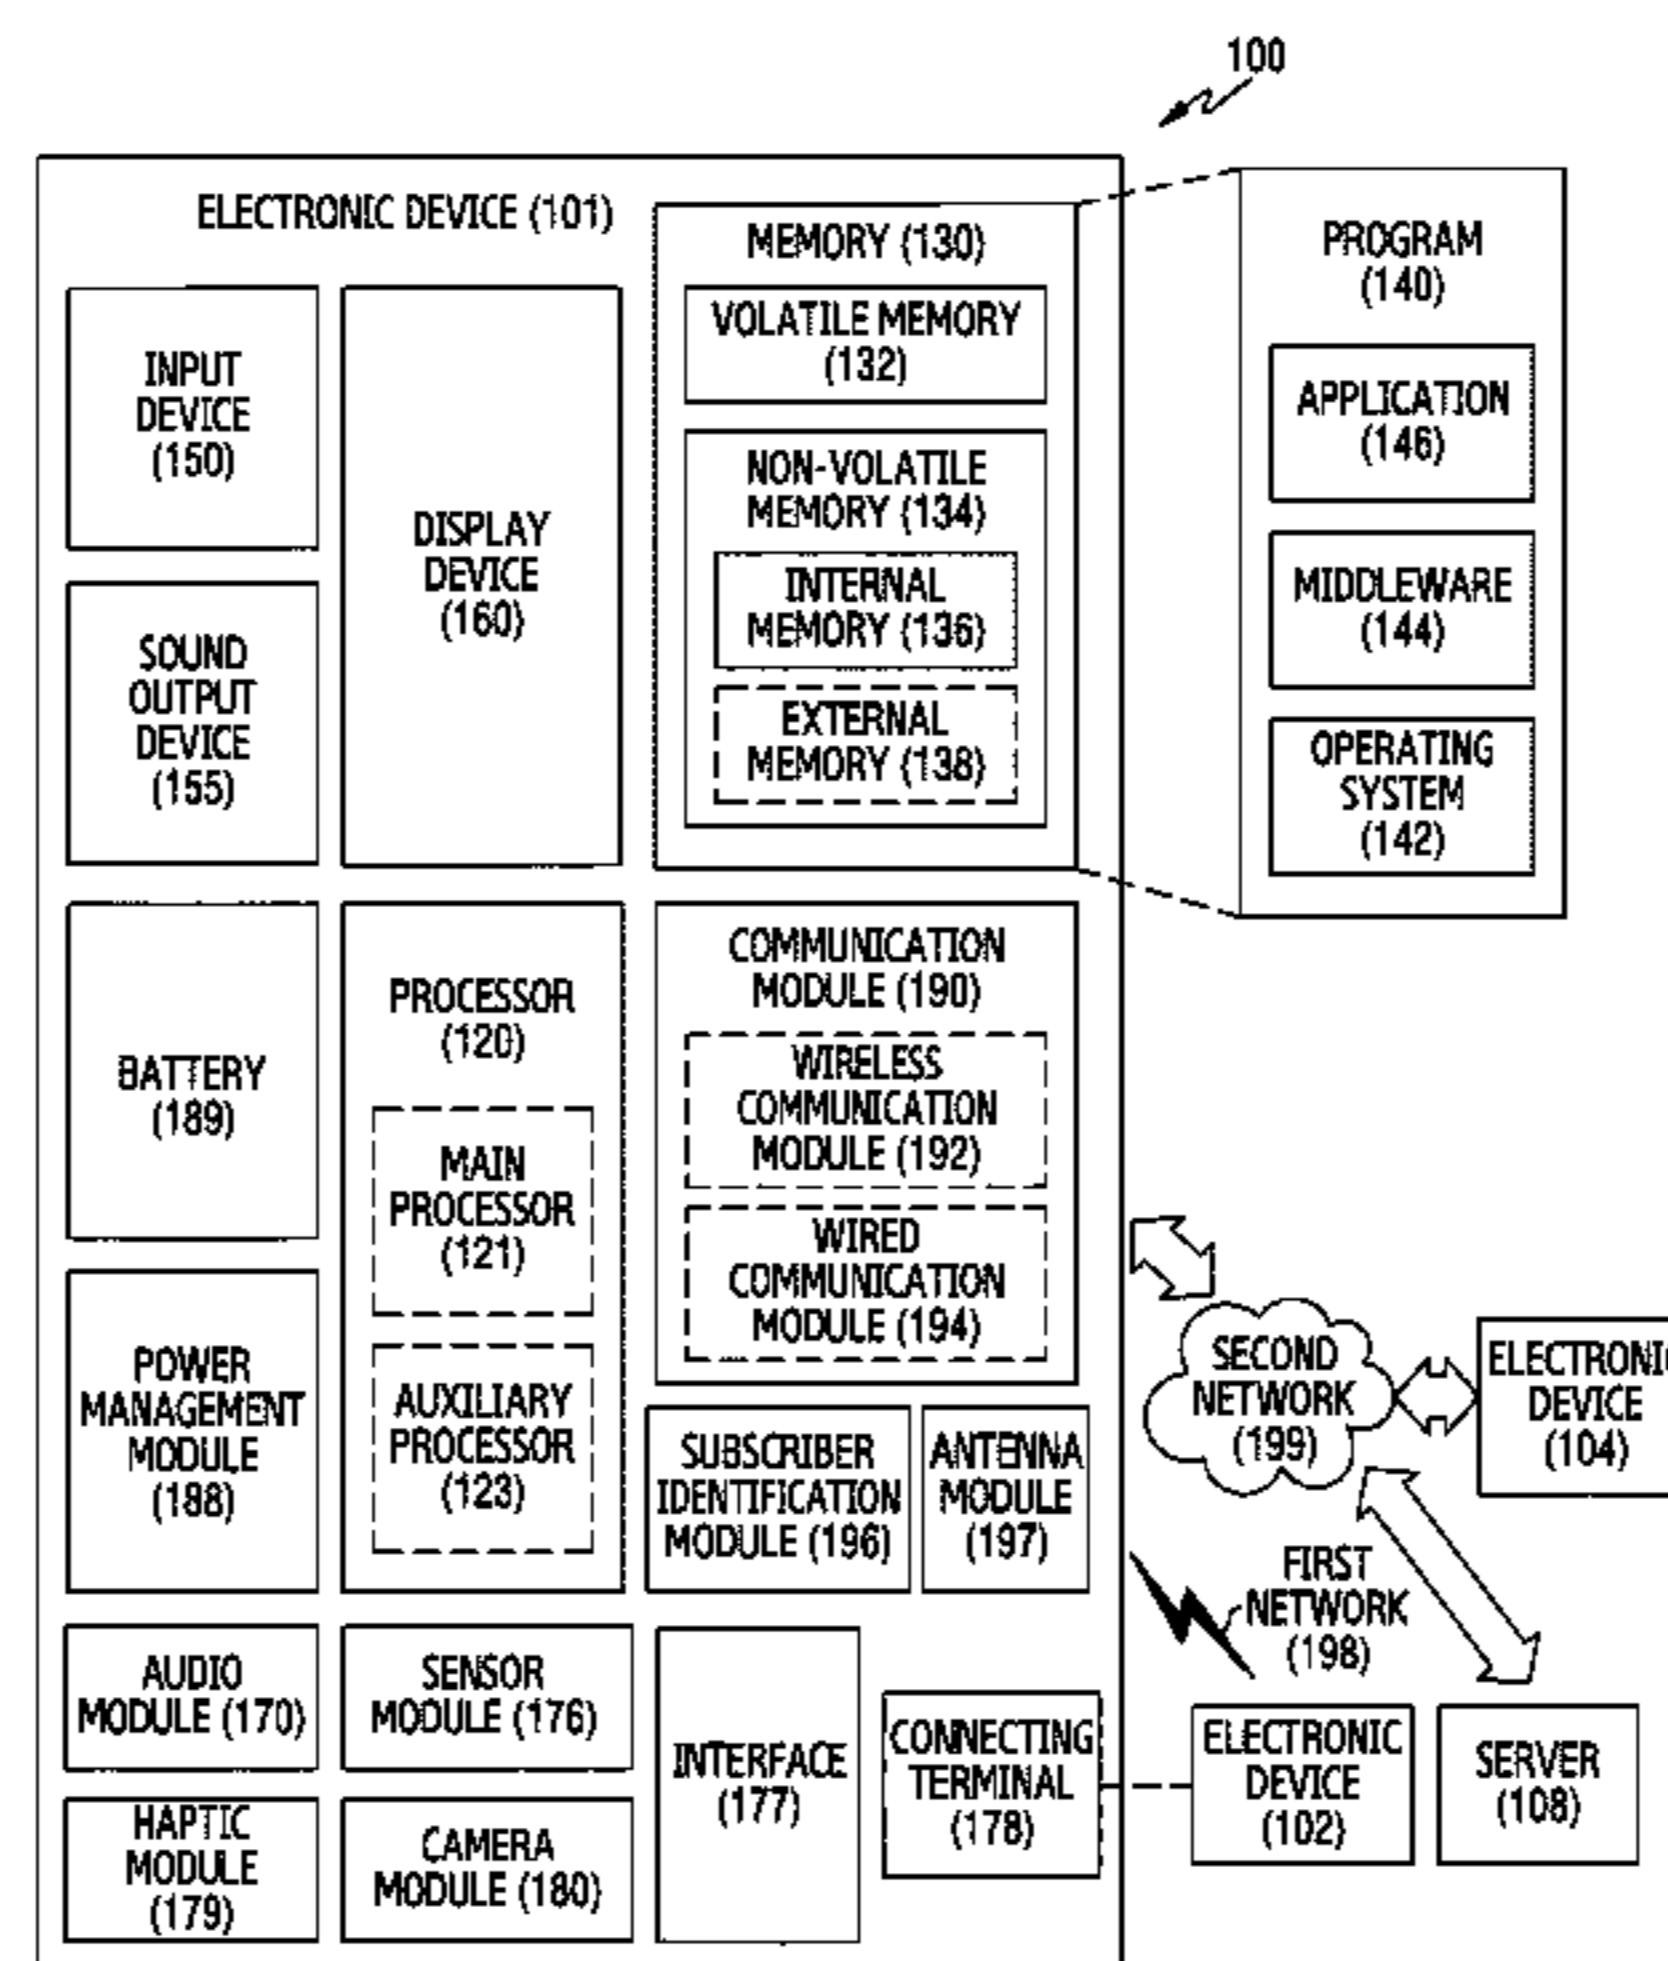 100
ELECTRONIC DEVICE (101)
INPUT
DEVICE
(150)
DISPLAY
DEVICE
(160)
SOUND
OUTPUT
DEVICE
(155)
MEMORY (130)
VOLATILE MEMORY
(132)
NON-VOLATILE
MEMORY (134)
INTERNAL
MEMORY (136)
EXTERNAL
MEMORY (138)
PROGRAM
(140)
APPLICATION
(146)
MIDDLEWARE
(144)
OPERATING
SYSTEM
(142)
BATTERY
(189)
POWER
MANAGEMENT
MODULE
(188)
PROCESSOR
(120)
MAIN
PROCESSOR
(121)
AUXILIARY
PROCESSOR
(123)
COMMUNICATION
MODULE (190)
WIRELESS
COMMUNICATION
MODULE (192)
WIRED
COMMUNICATION
MODULE (194)
SUBSCRIBER
IDENTIFICATION
MODULE (196)
ANTENNA
MODULE
(197)
SECOND
NETWORK
(199)
ELECTRONIC
DEVICE
(104)
FIRST
NETWORK
(198)
AUDIO
MODULE (170)
SENSOR
MODULE (176)
HAPTIC
MODULE
(179)
CAMERA
MODULE (180)
INTERFACE
(177)
CONNECTING
TERMINAL
(178)
ELECTRONIC
DEVICE
(102)
SERVER
(108)